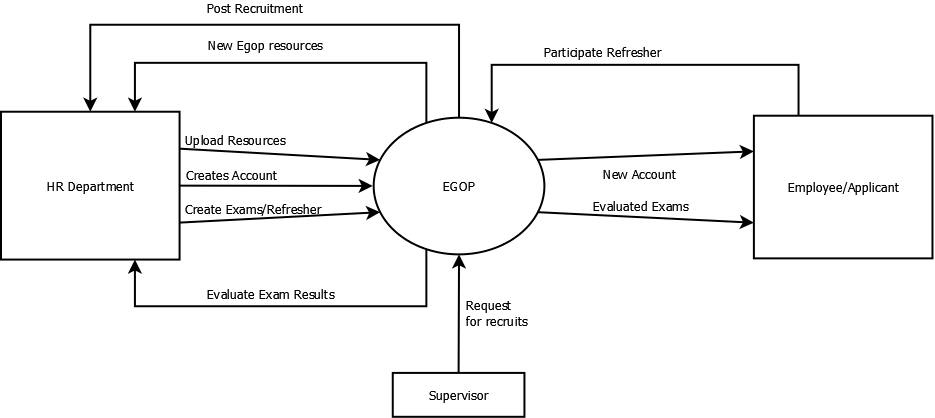 Post Recruitment
New Egop resources
Participate Refresher
Upload Resources
Creates Account
Create Exams/Refresher
HR Department
EGOP
New Account
Evaluated Exams
Employee/Applicant
Evaluate Exam Results
Request
for recruits
Supervisor